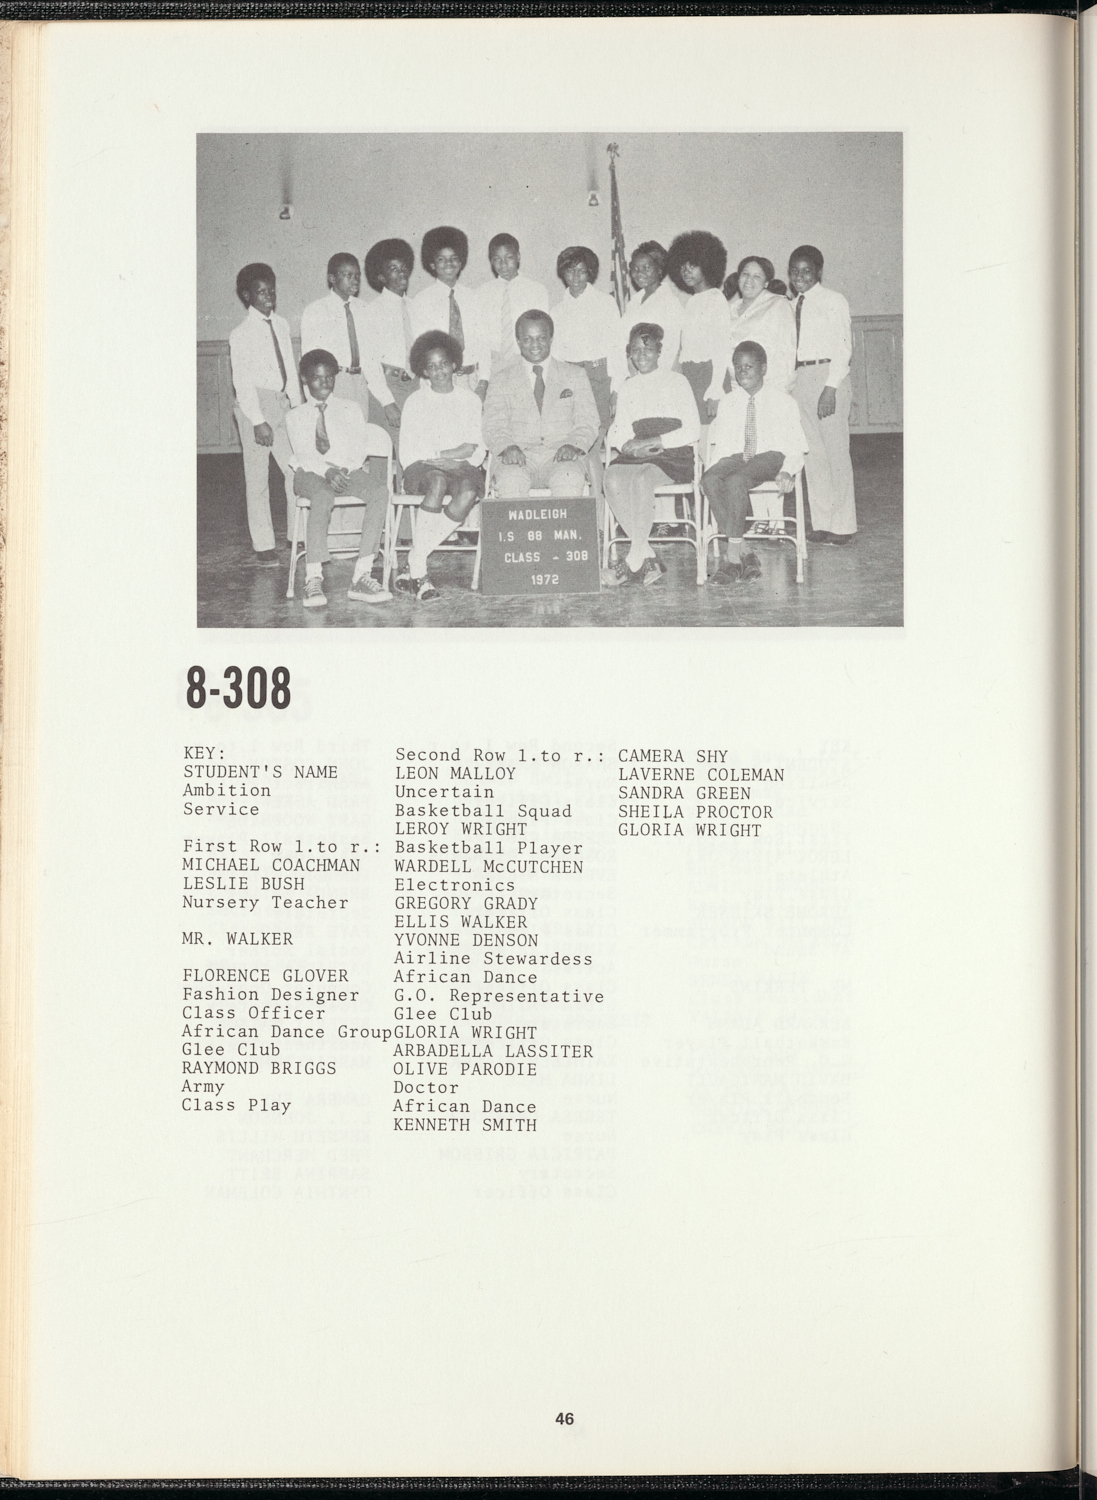 WADLEIGH
I.S 88 MAN.
CLASS - 308
1972
8-308
KEY:
STUDENT'S NAME
Ambition
Service
First Row l.to r.:
MICHAEL COACHMAN
LESLIE BUSH
Nursery Teacher
MR. WALKER
FLORENCE GLOVER
Fashion Designer
Class Officer
African Dance Group
Glee Club
RAYMOND BRIGGS
Army
Class Play
Second Row l.to r.:
LEON MALLOY
Uncertain
Basketball Squad
LEROY WRIGHT
Basketball Player
WARDELL McCUTCHEN
Electronics
GREGORY GRADY
ELLIS WALKER
YVONNE DENSON
Airline Stewardess
African Dance
G.O. Representative
Glee Club
GLORIA WRIGHT
ARBADELLA LASSITER
OLIVE PARODIE
Doctor
African Dance
KENNETH SMITH
CAMERA SHY
LAVERNE COLEMAN
SANDRA GREEN
SHEILA PROCTOR
GLORIA WRIGHT
46